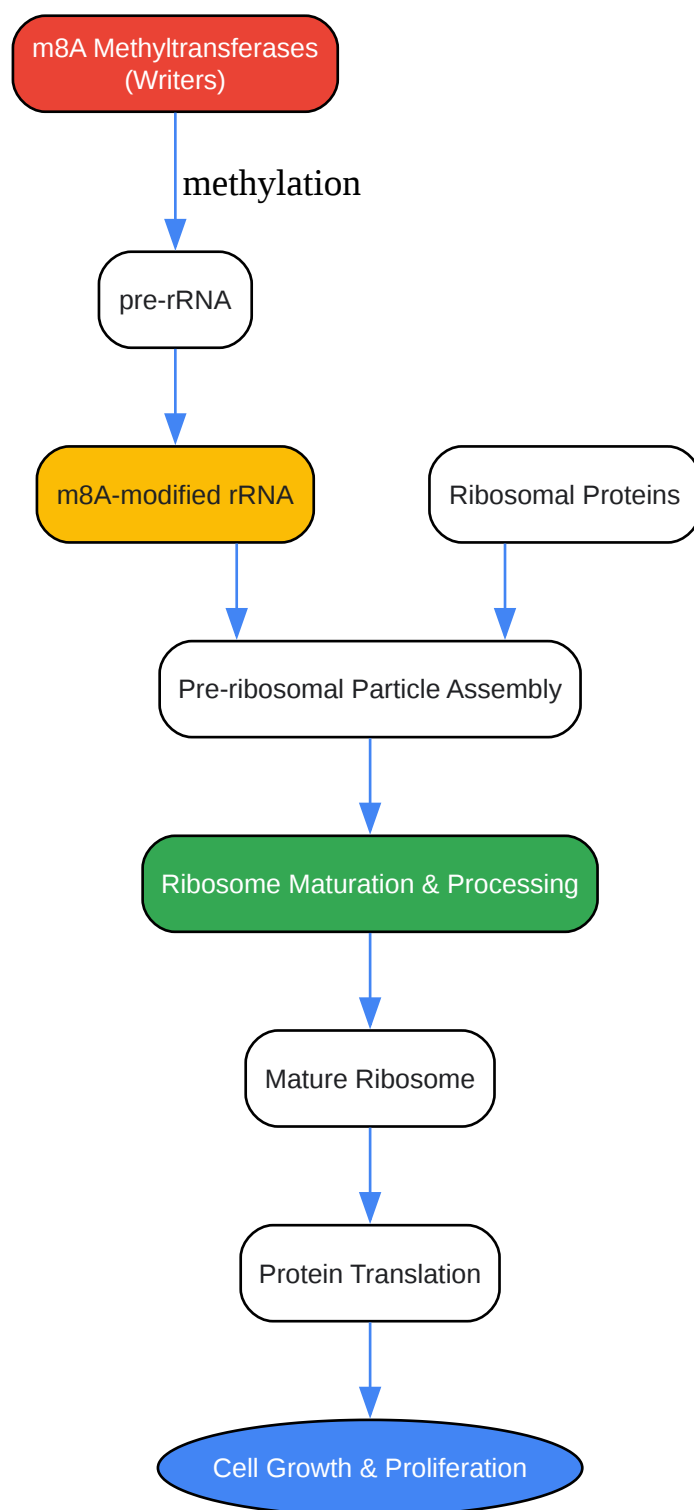 m8A Methyltransferases
(Writers)
methylation
pre-rRNA
m8A-modified rRNA
Ribosomal Proteins
Pre-ribosomal Particle Assembly
Ribosome Maturation & Processing
Mature Ribosome
Protein Translation
Cell Growth & Proliferation